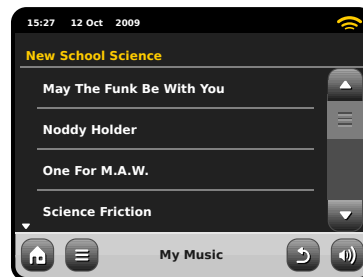 15:27 12 Oct 2009
New School Science
May The Funk Be With You
Noddy Holder
One For M.A.W.
Science Friction
My Music